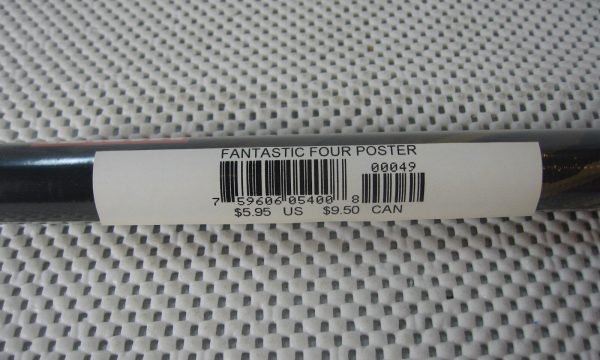 FANTASTIC FOUR POSTER
00049
7 59606 05400 8
$5.95 US $9.50 CAN